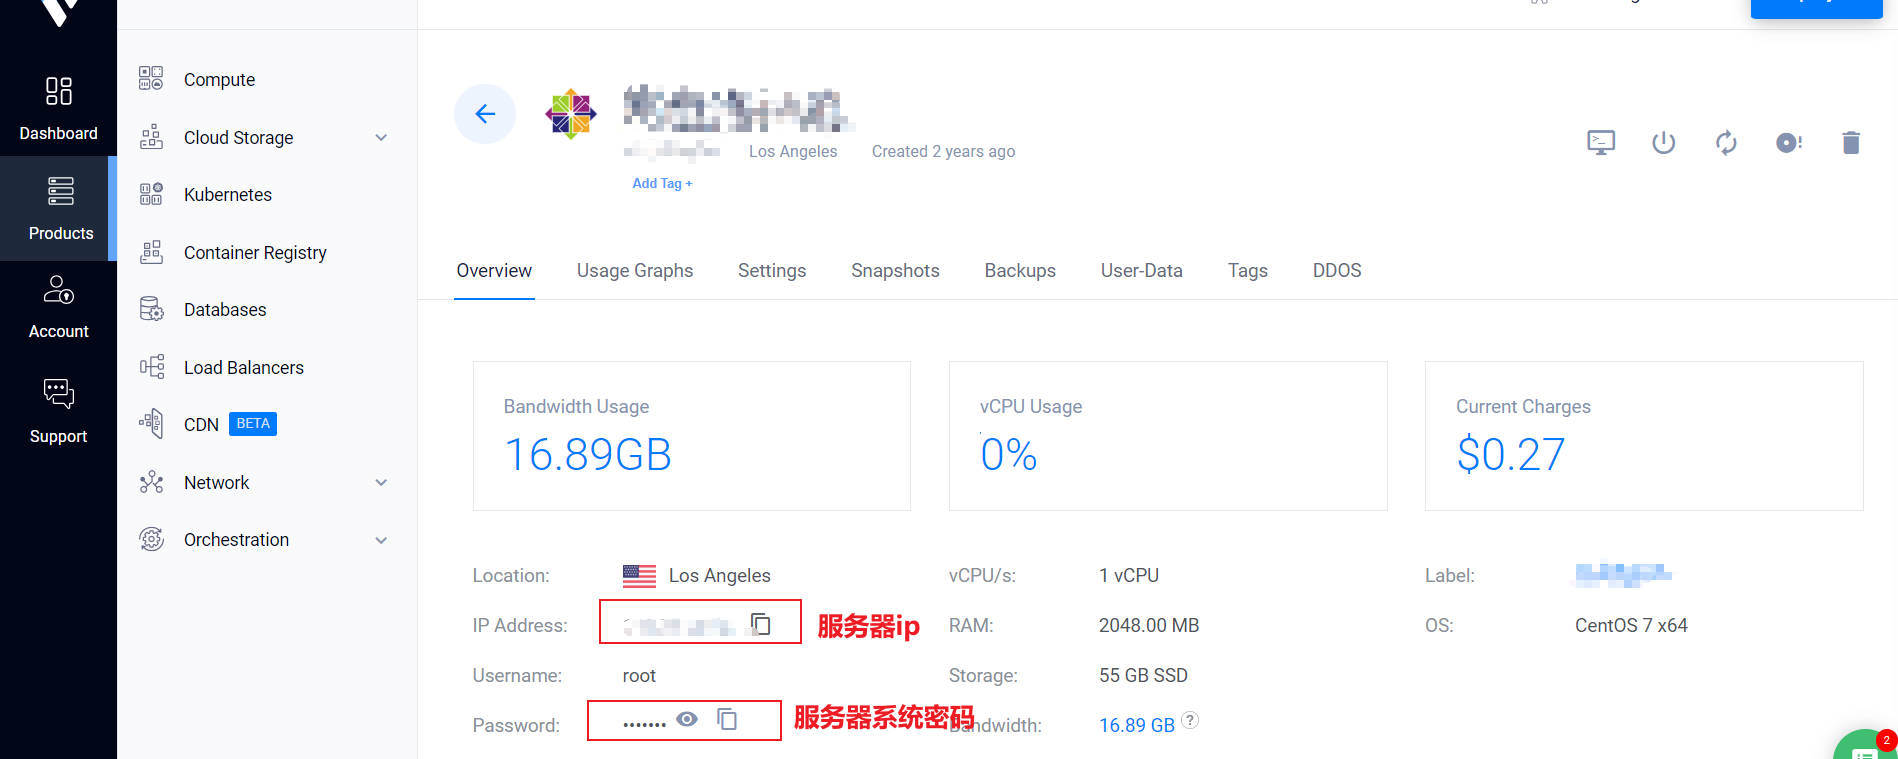 Dashboard
Products
Account
Support
Compute
Cloud Storage
Kubernetes
Container Registry
Databases
Load Balancers
CDN BETA
Network
Orchestration
Los Angeles Created 2 years ago
Add Tag +
Overview Usage Graphs Settings Snapshots Backups User-Data Tags DDOS
Bandwidth Usage
16.89GB
vCPU Usage
0%
Current Charges
$0.27
Location: Los Angeles vCPU/s: 1 vCPU Label:
IP Address: 服务器ip RAM: 2048.00 MB OS: CentOS 7 x64
Username: root Storage: 55 GB SSD
Password: ....... 服务器系统密码 Bandwidth: 16.89 GB ?
2